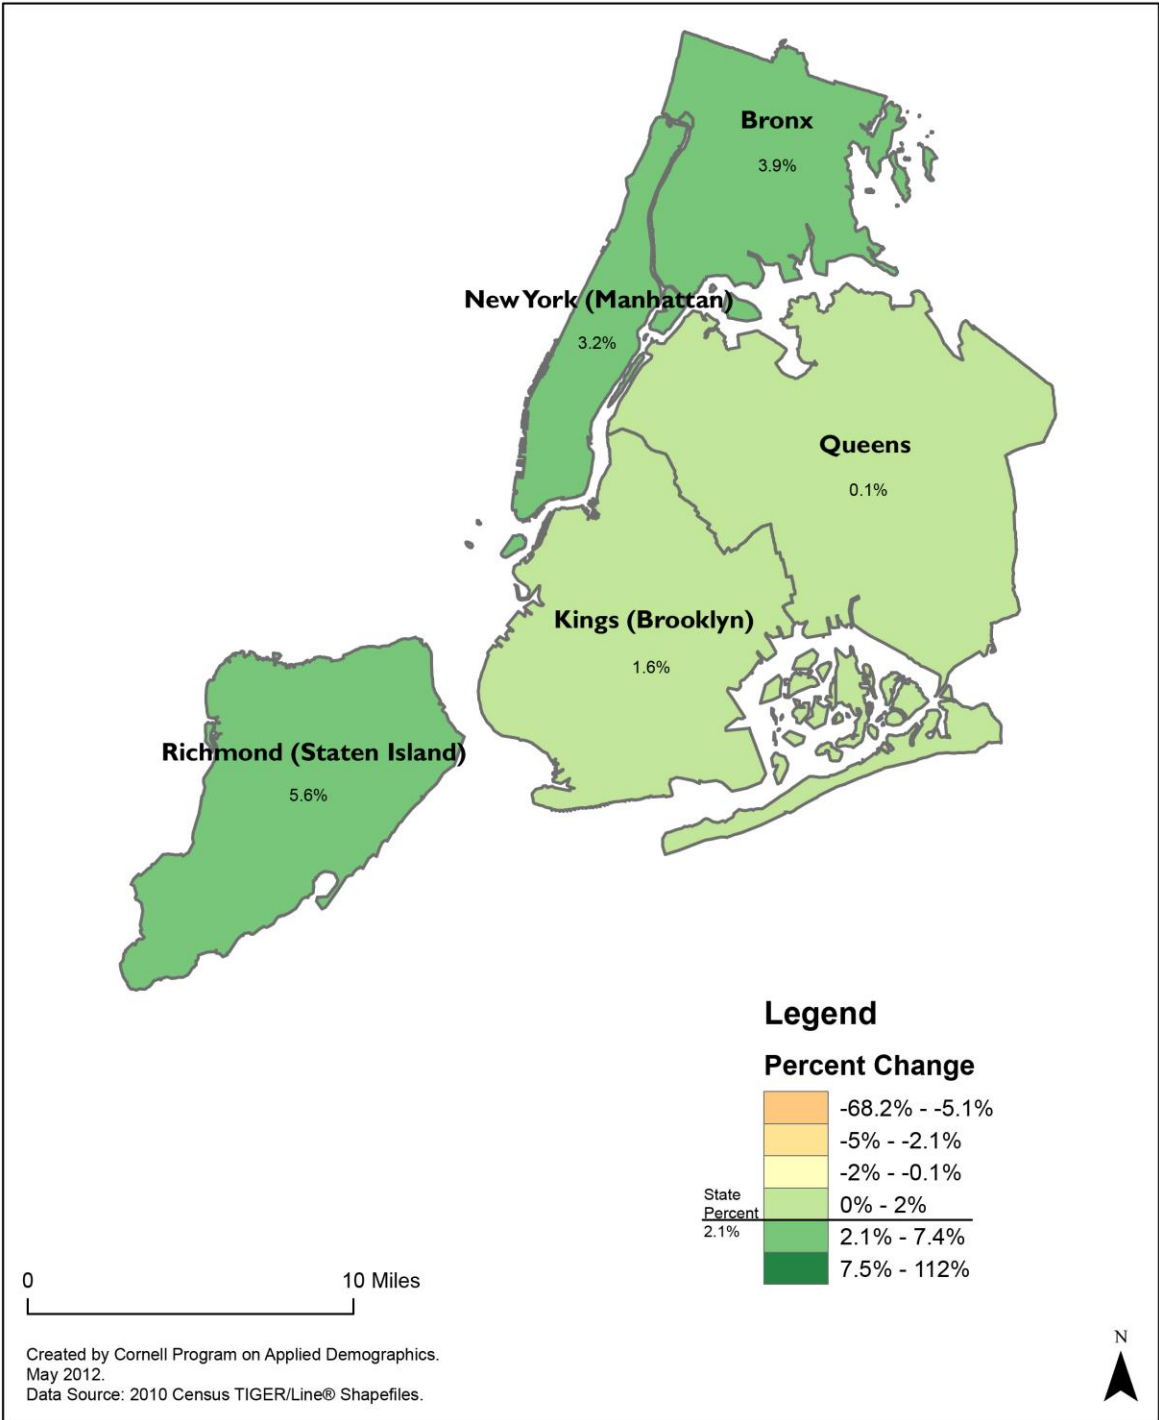 Bronx
3.9%
New York (Manhattan)
3.2%
Queens
0.1%
Kings (Brooklyn)
1.6%
Richmond (Staten Island)
5.6%
Legend
Percent Change
-68.2% - -5.1%
-5% - -2.1%
-2% - -0.1%
0% - 2%
State
Percent
2.1%
2.1% - 7.4%
7.5% - 112%
0 10 Miles
Created by Cornell Program on Applied Demographics.
May 2012.
Data Source: 2010 Census TIGER/Line® Shapefiles.
N